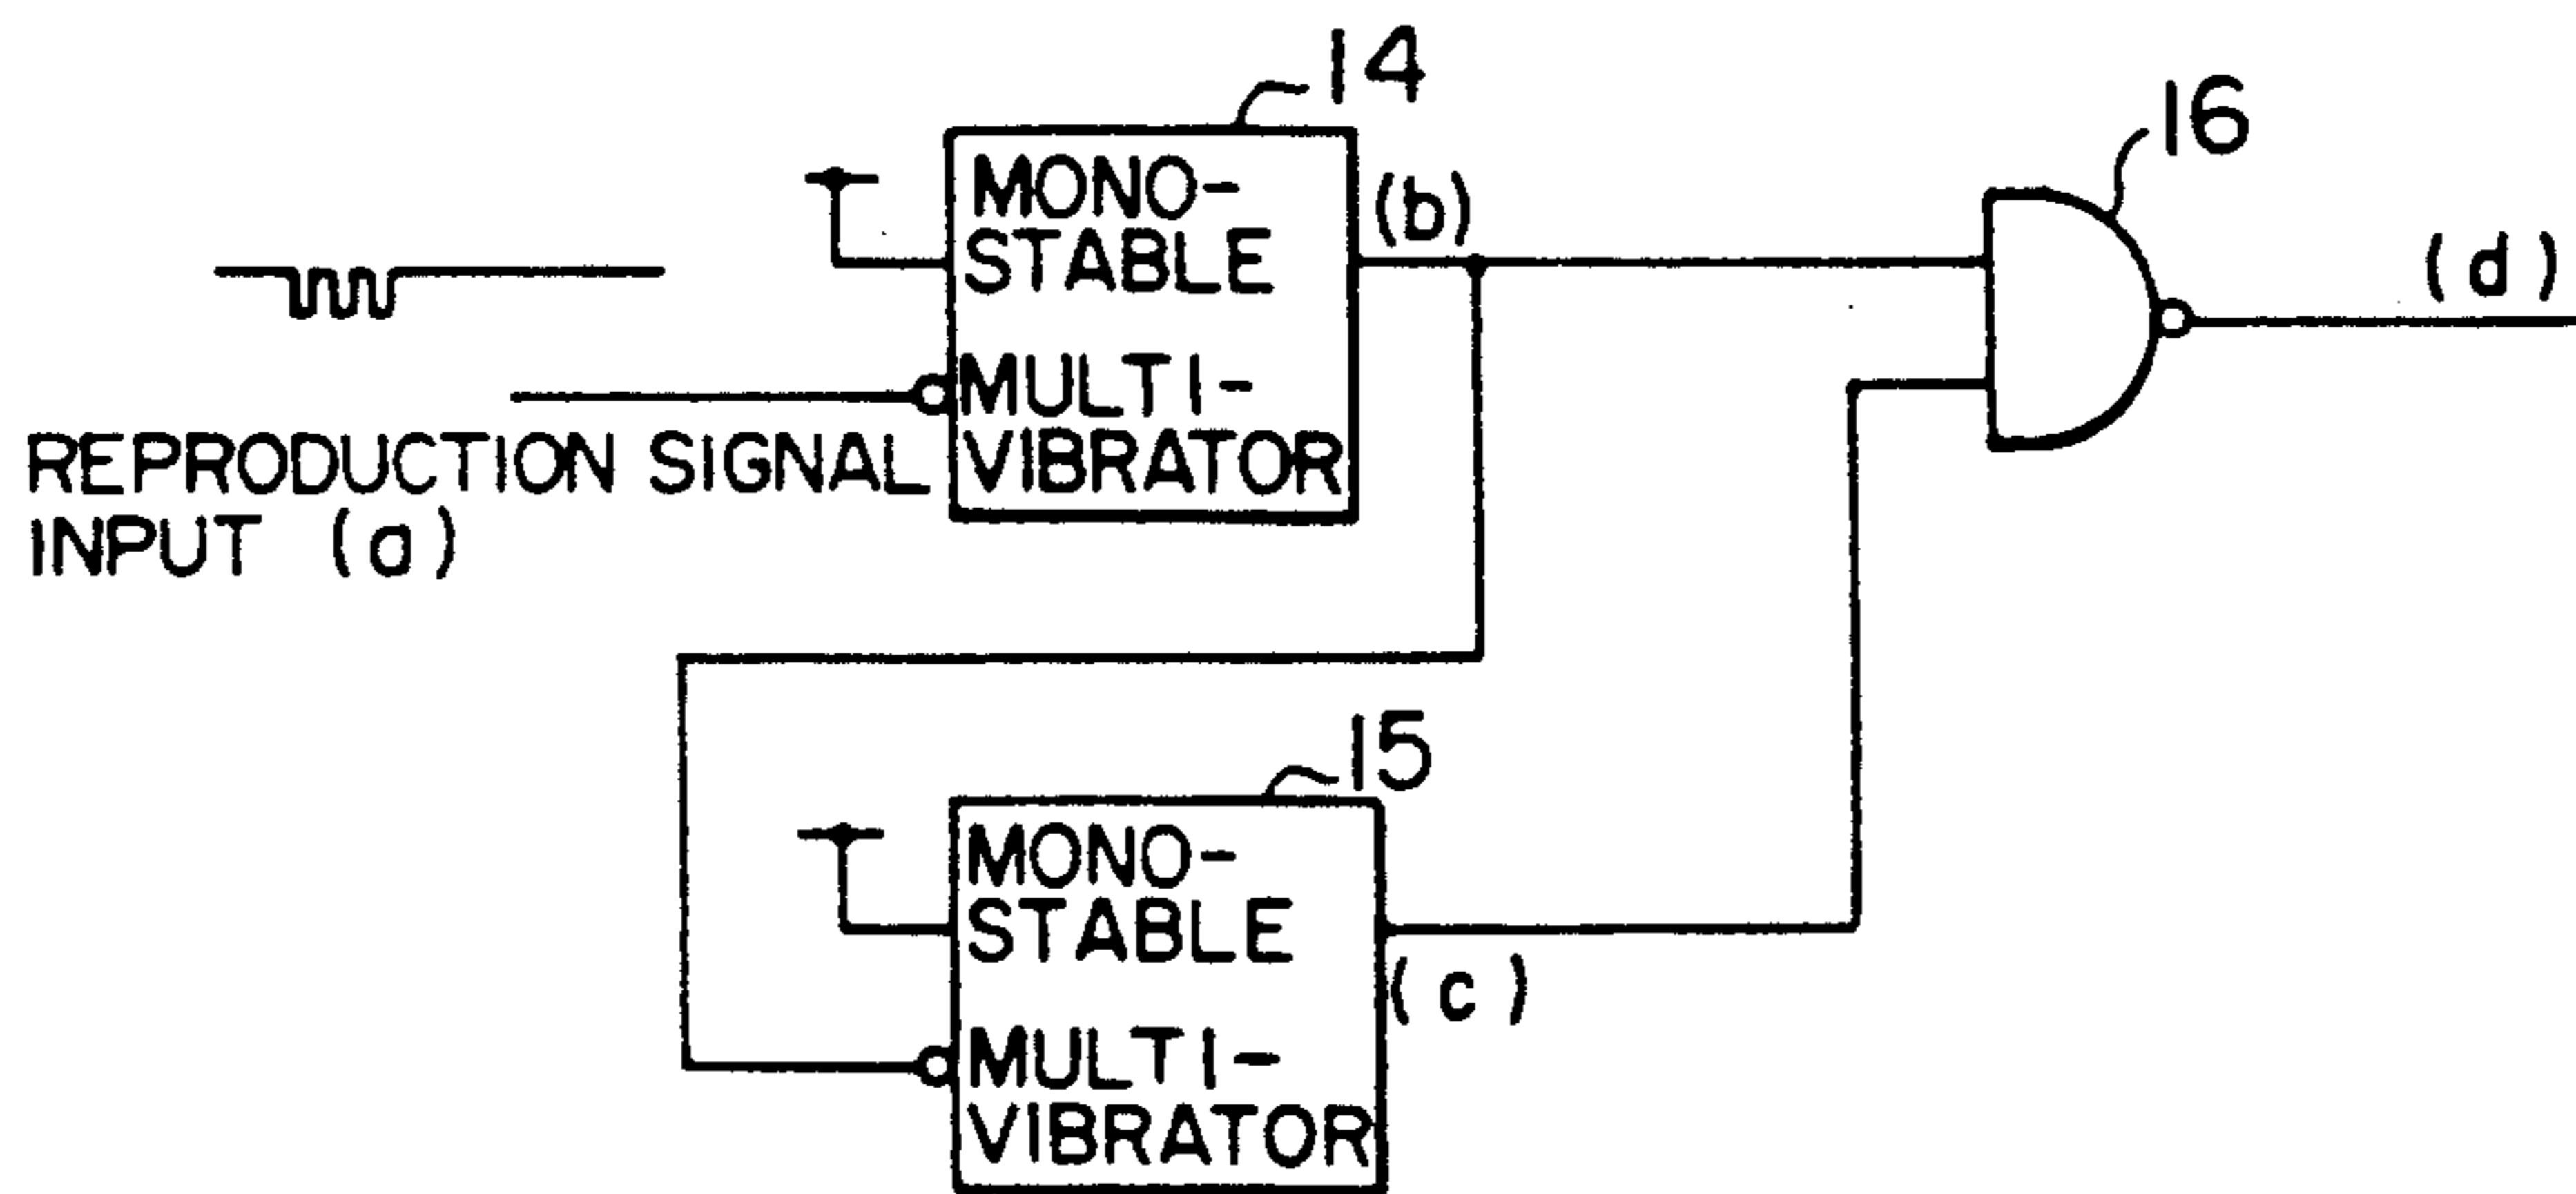 14
MONO-
STABLE
MULTI-
VIBRATOR
(b)
16
(d)
REPRODUCTION SIGNAL
INPUT (a)
15
MONO-
STABLE
MULTI-
VIBRATOR
(c)